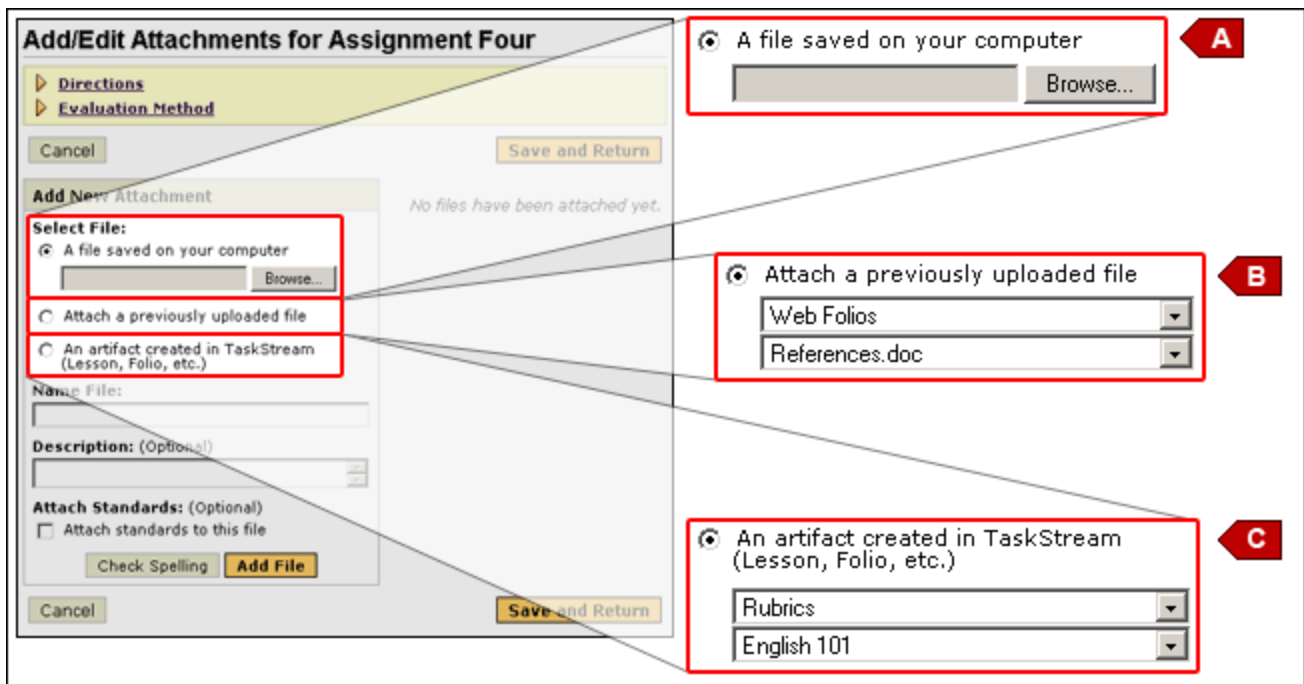 Add/Edit Attachments for Assignment Four
Directions
Evaluation Method
Cancel
Save and Return
Add New Attachment
No files have been attached yet.
Select File:
A file saved on your computer
Browse...
Attach a previously uploaded file
An artifact created in TaskStream
(Lesson, Folio, etc.)
Name File:
Description: (Optional)
Attach Standards: (Optional)
Attach standards to this file
Check Spelling
Add File
Cancel
Save and Return
A file saved on your computer
Browse...
A
Attach a previously uploaded file
Web Folios
References.doc
B
An artifact created in TaskStream
(Lesson, Folio, etc.)
Rubrics
English 101
C